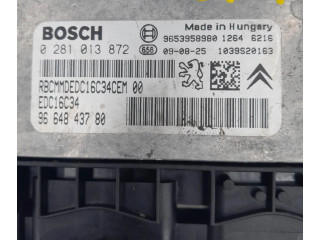 BOSCH
Made in Hungary
9653958980 1264 6216
0 281 013 872
656
09-08-25
1039S20163
RBCMMDEDC16C34CEM 00
EDC16C34
96 648 437 80